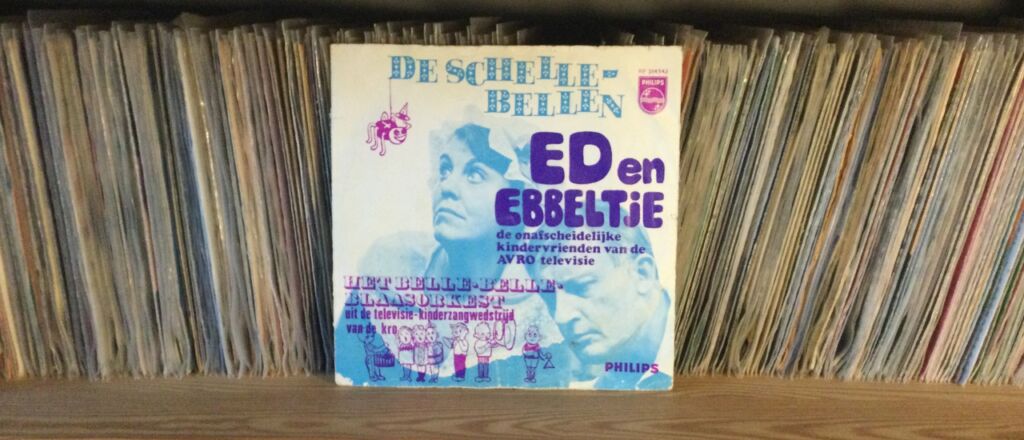 DE SCHELLE-
BELLEN
PHILIPS
ED en
EBBELTJE
de onafscheidelijke
kindervrienden van de
AVRO televisie
HET BELLE-BELLE-
BLAASORKEST
uit de televisie-kinderzangwedstrijd
van de kro
PHILIPS